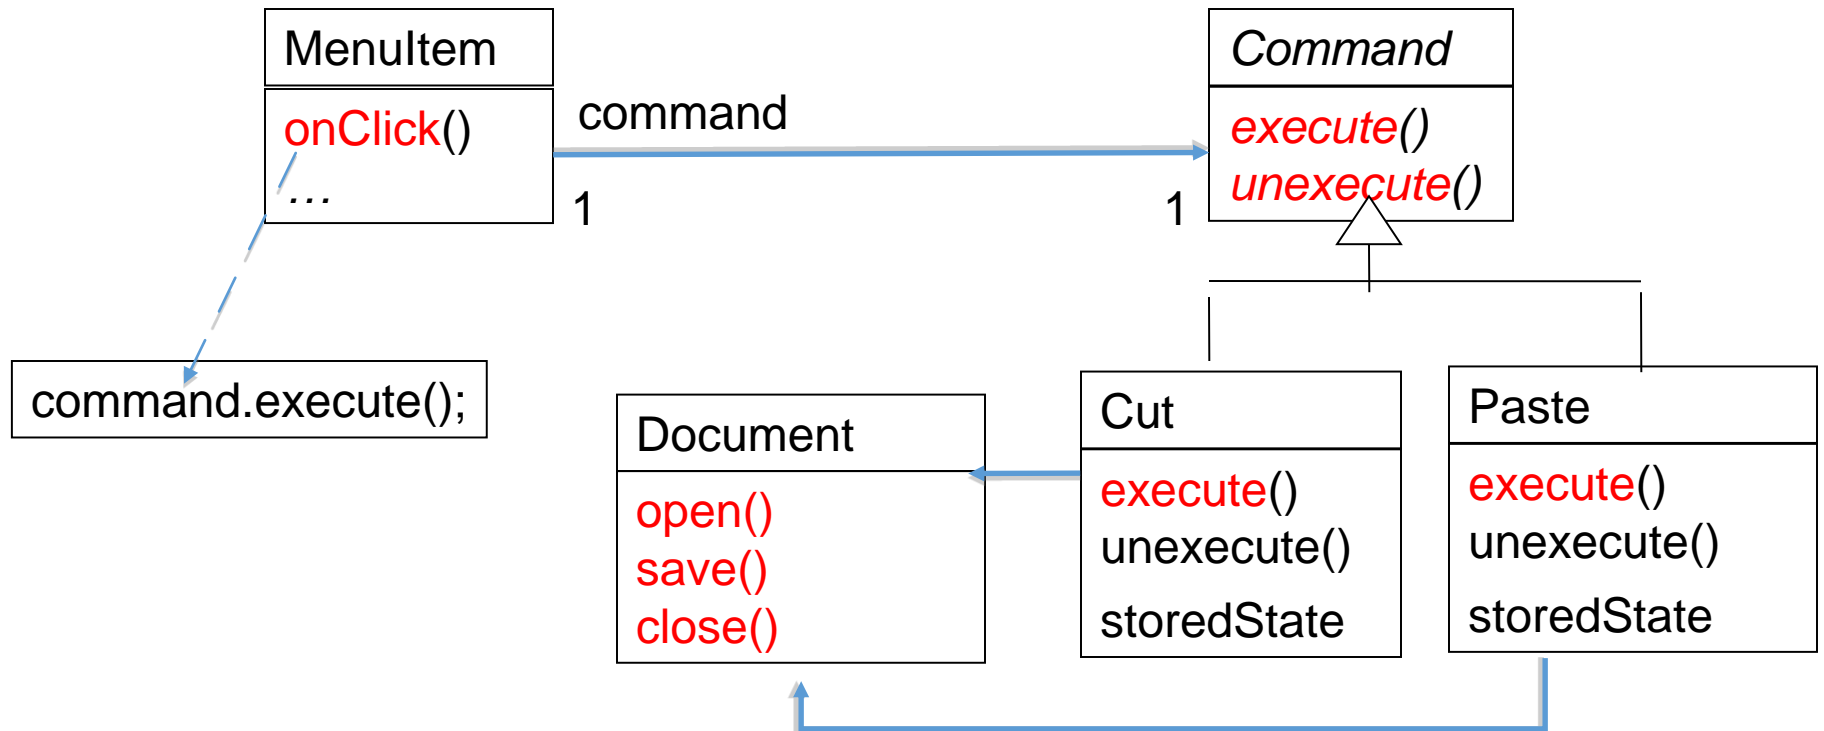 MenuItem
onClick()
…
command
1
1
Command
execute()
unexecute()
command.execute();
Document
open()
save()
close()
Cut
execute()
unexecute()
storedState
Paste
execute()
unexecute()
storedState